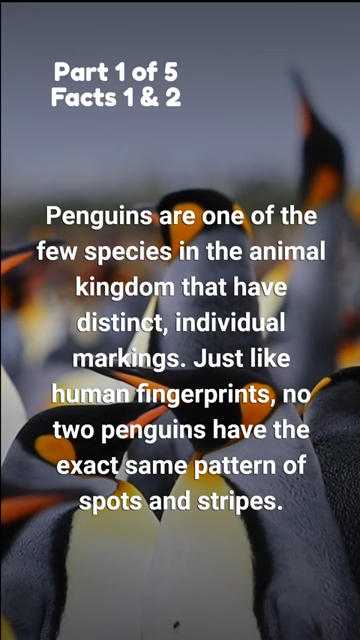 Part 1 of 5
Facts 1 & 2
Penguins are one of the
few species in the animal
kingdom that have
distinct, individual
markings. Just like
human fingerprints, no
two penguins have the
exact same pattern of
spots and stripes.